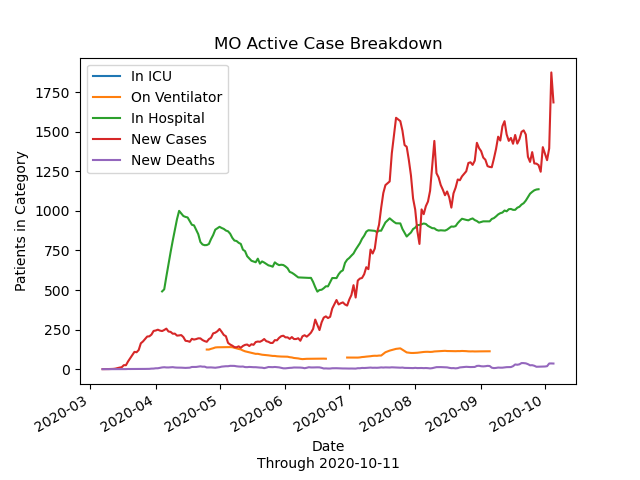 MO Active Case Breakdown
In ICU
On Ventilator
In Hospital
New Cases
New Deaths
Patients in Category
1750
1500
1250
1000
750
500
250
0
2020-03
2020-04
2020-05
2020-06
2020-07
2020-08
2020-09
2020-10
Date
Through 2020-10-11